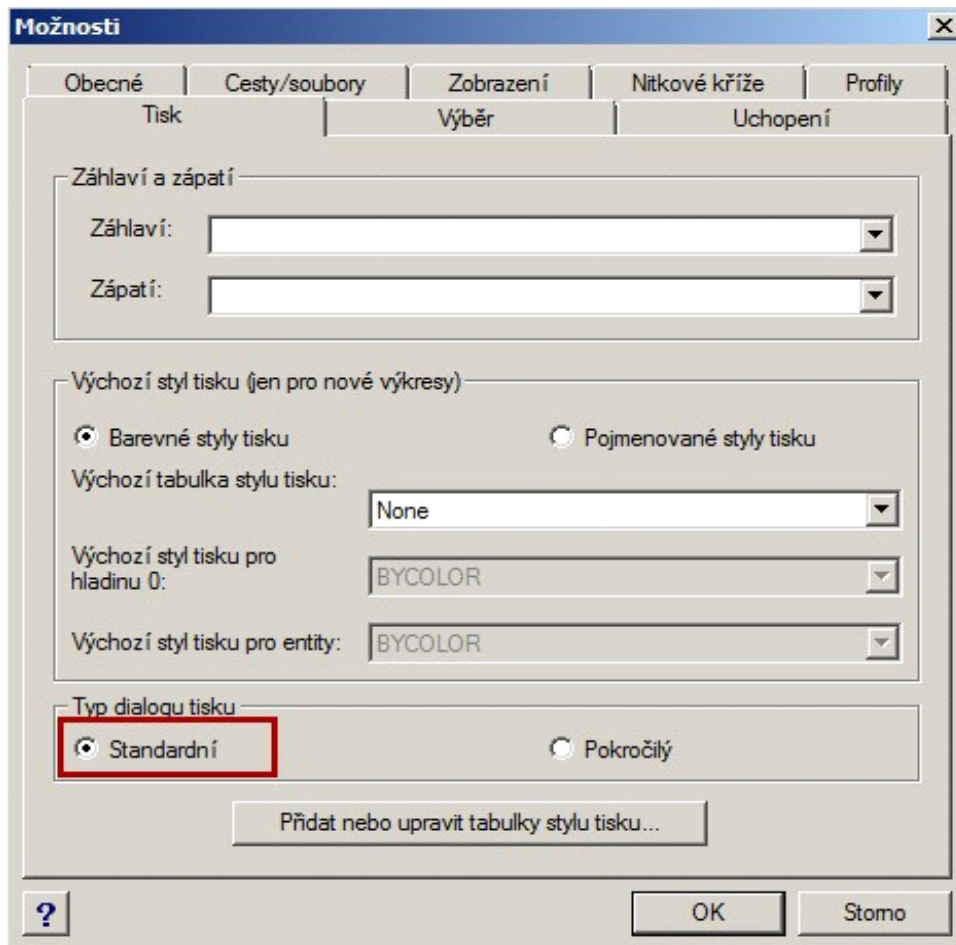 Možnosti
Obecné Cesty/soubory Zobrazení Nitkové kříže Profily
Tisk Výběr Uchopení
Záhlaví a zápatí
Záhlaví:
Zápatí:
Výchozí styl tisku (jen pro nové výkresy)
Barevné styly tisku Pojmenované styly tisku
Výchozí tabulka stylu tisku:
None
Výchozí styl tisku pro
hladinu 0:
BYCOLOR
Výchozí styl tisku pro entity: BYCOLOR
Typ dialogu tisku
Standardní Pokročilý
Přidat nebo upravit tabulky stylu tisku...
? OK Storno